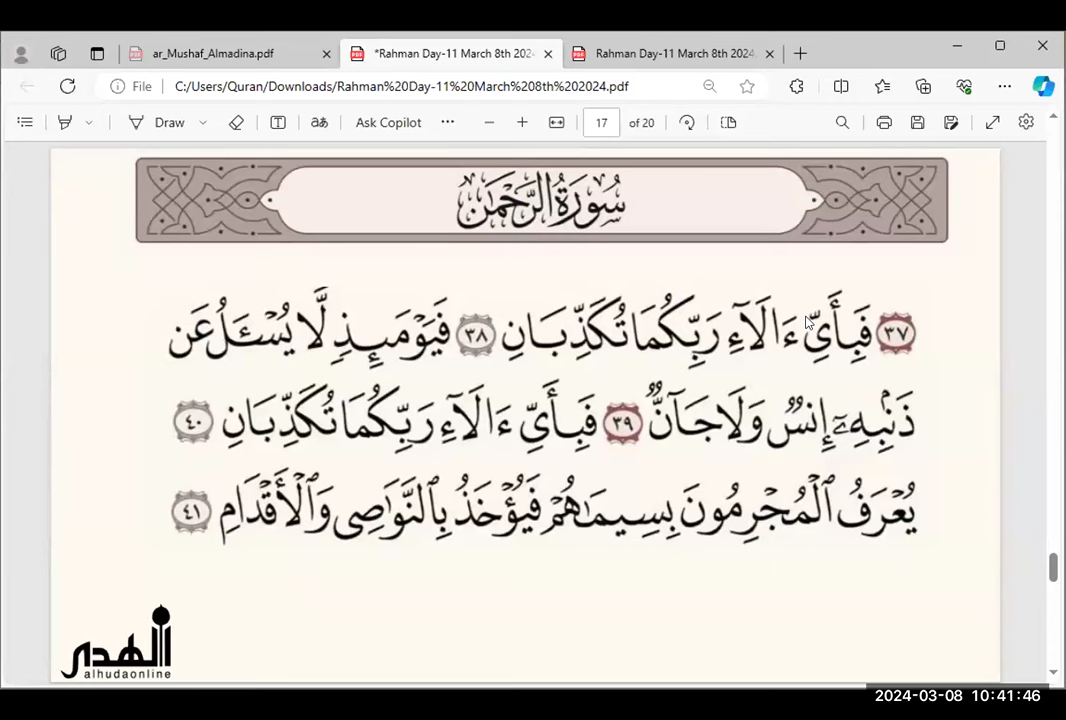 ar_Mushaf_Almadina.pdf
*Rahman Day-11 March 8th 202
Rahman Day-11 March 8th 2024
File C:/Users/Quran/Downloads/Rahman%20Day-11%20March%208th%202024.pdf
Draw Ask Copilot 17 of 20
سُورَةُ الرَّحْمَٰن
٣٧ فَبِأَىِّ ءَالَآءِ رَبِّكُمَا تُكَذِّبَانِ ٣٨ فَيَوْمَئِذٍ لَّا يُسْـَٔلُ عَن
ذَنۢبِهِۦٓ إِنسٌ وَلَا جَآنٌّ ٣٩ فَبِأَىِّ ءَالَآءِ رَبِّكُمَا تُكَذِّبَانِ ٤٠
يُعْرَفُ ٱلْمُجْرِمُونَ بِسِيمَٰهُمْ فَيُؤْخَذُ بِٱلنَّوَٰصِى وَٱلْأَقْدَامِ ٤١
الهدى
alhudaonline
2024-03-08 10:41:46